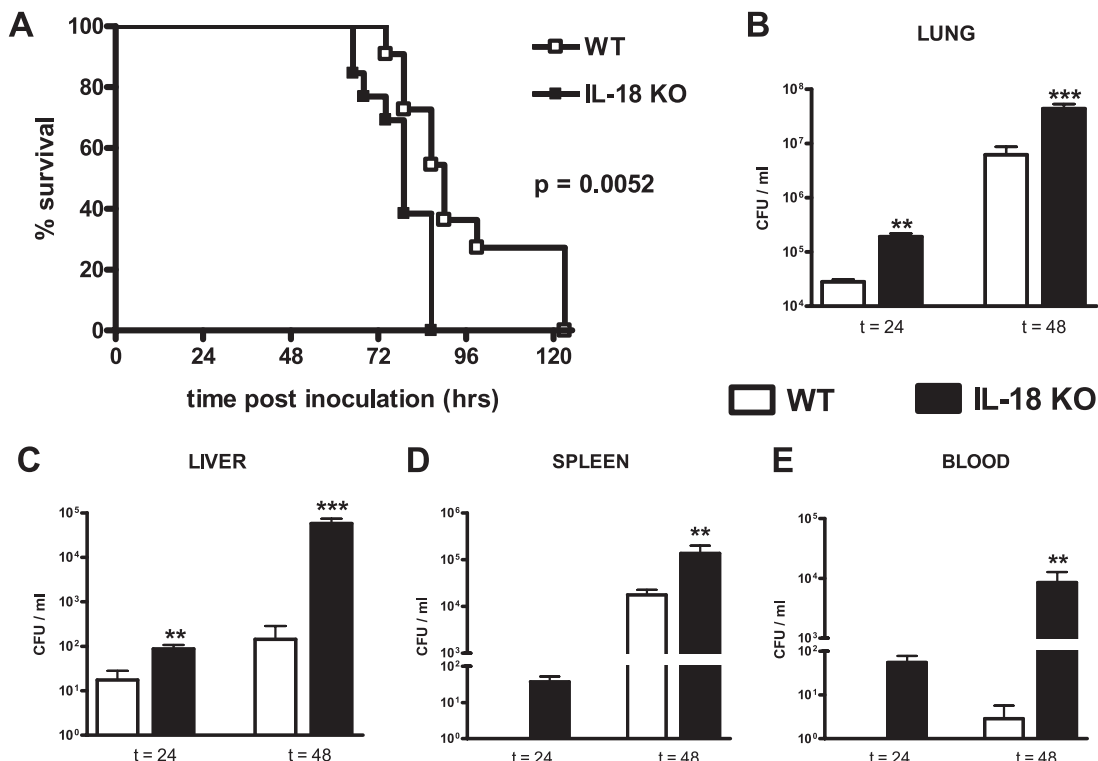 A
100
80
60
40
20
0
% survival
0 24 48 72 96 120
time post inoculation (hrs)
WT
IL-18 KO
p = 0.0052
B
LUNG
10⁸
10⁷
10⁶
10⁵
10⁴
CFU / ml
**
***
t = 24 t = 48
WT IL-18 KO
C
LIVER
10⁵
10⁴
10³
10²
10¹
10⁰
CFU / ml
**
***
t = 24 t = 48
D
SPLEEN
10⁶
10⁵
10⁴
10³
10²
10¹
10⁰
CFU / ml
**
t = 24 t = 48
E
BLOOD
10⁵
10⁴
10³
10²
10¹
10⁰
CFU / ml
**
t = 24 t = 48